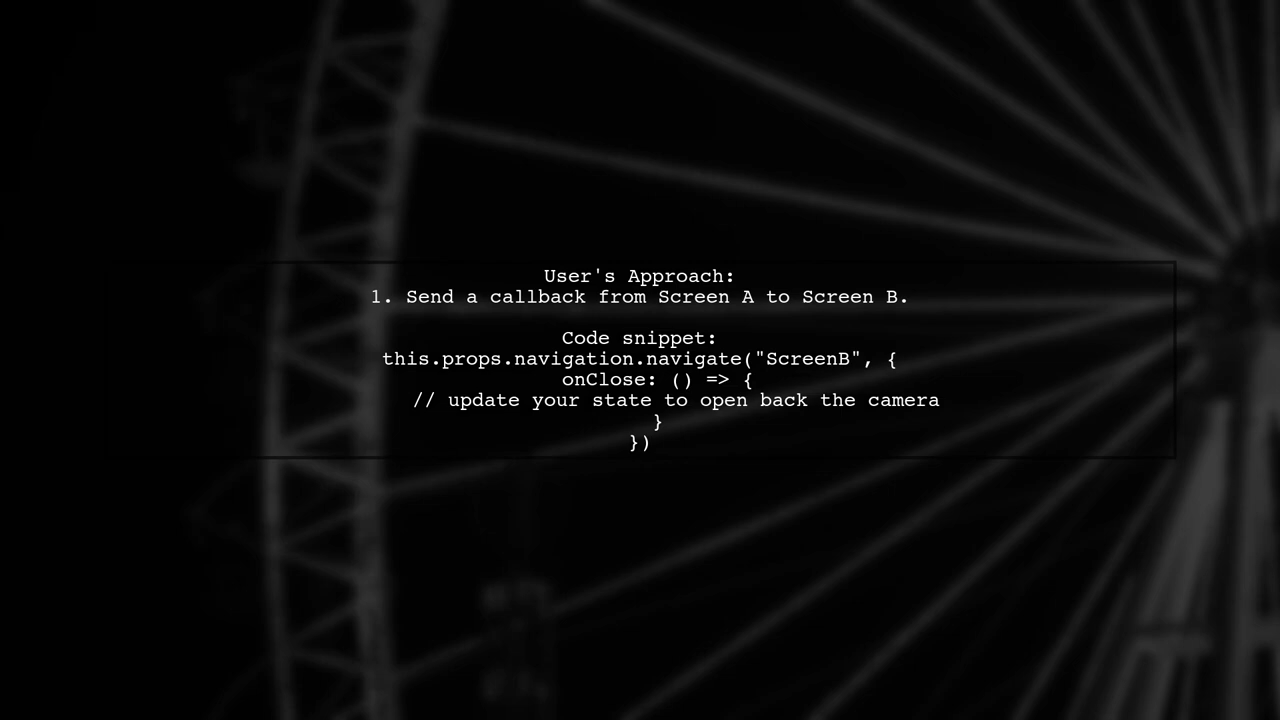 User's Approach:
1. Send a callback from Screen A to Screen B.
Code snippet:
this.props.navigation.navigate("ScreenB", {
onClose: () => {
// update your state to open back the camera
}
})